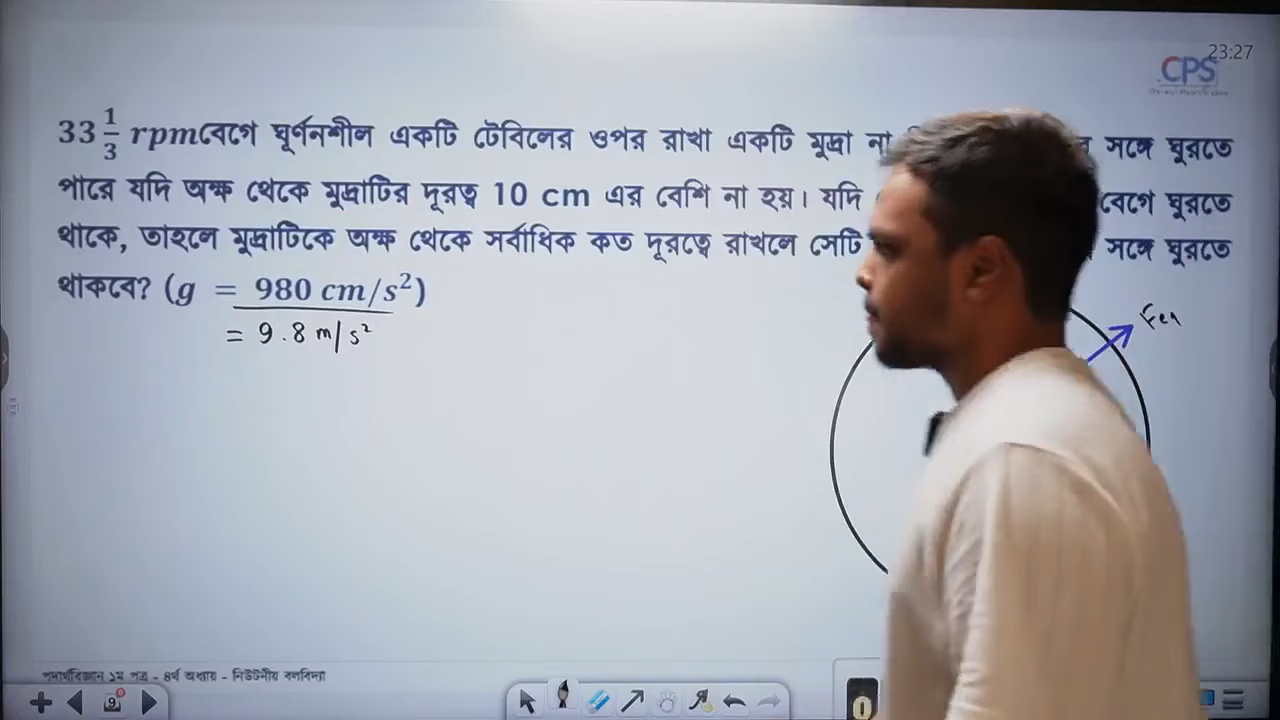 23:27
CPS
33 1/3 rpmবেগে ঘূর্ণনশীল একটি টেবিলের ওপর রাখা একটি মুদ্রা না সঙ্গে ঘুরতে
পারে যদি অক্ষ থেকে মুদ্রাটির দূরত্ব 10 cm এর বেশি না হয়। যদি বেগে ঘুরতে
থাকে, তাহলে মুদ্রাটিকে অক্ষ থেকে সর্বাধিক কত দূরত্বে রাখলে সেটি সঙ্গে ঘুরতে
থাকবে? (g = 980 cm/s²)
= 9.8 m/s²
পদার্থবিজ্ঞান ১ম পত্র - ৪র্থ অধ্যায় - নিউটনীয় বলবিদ্যা
9